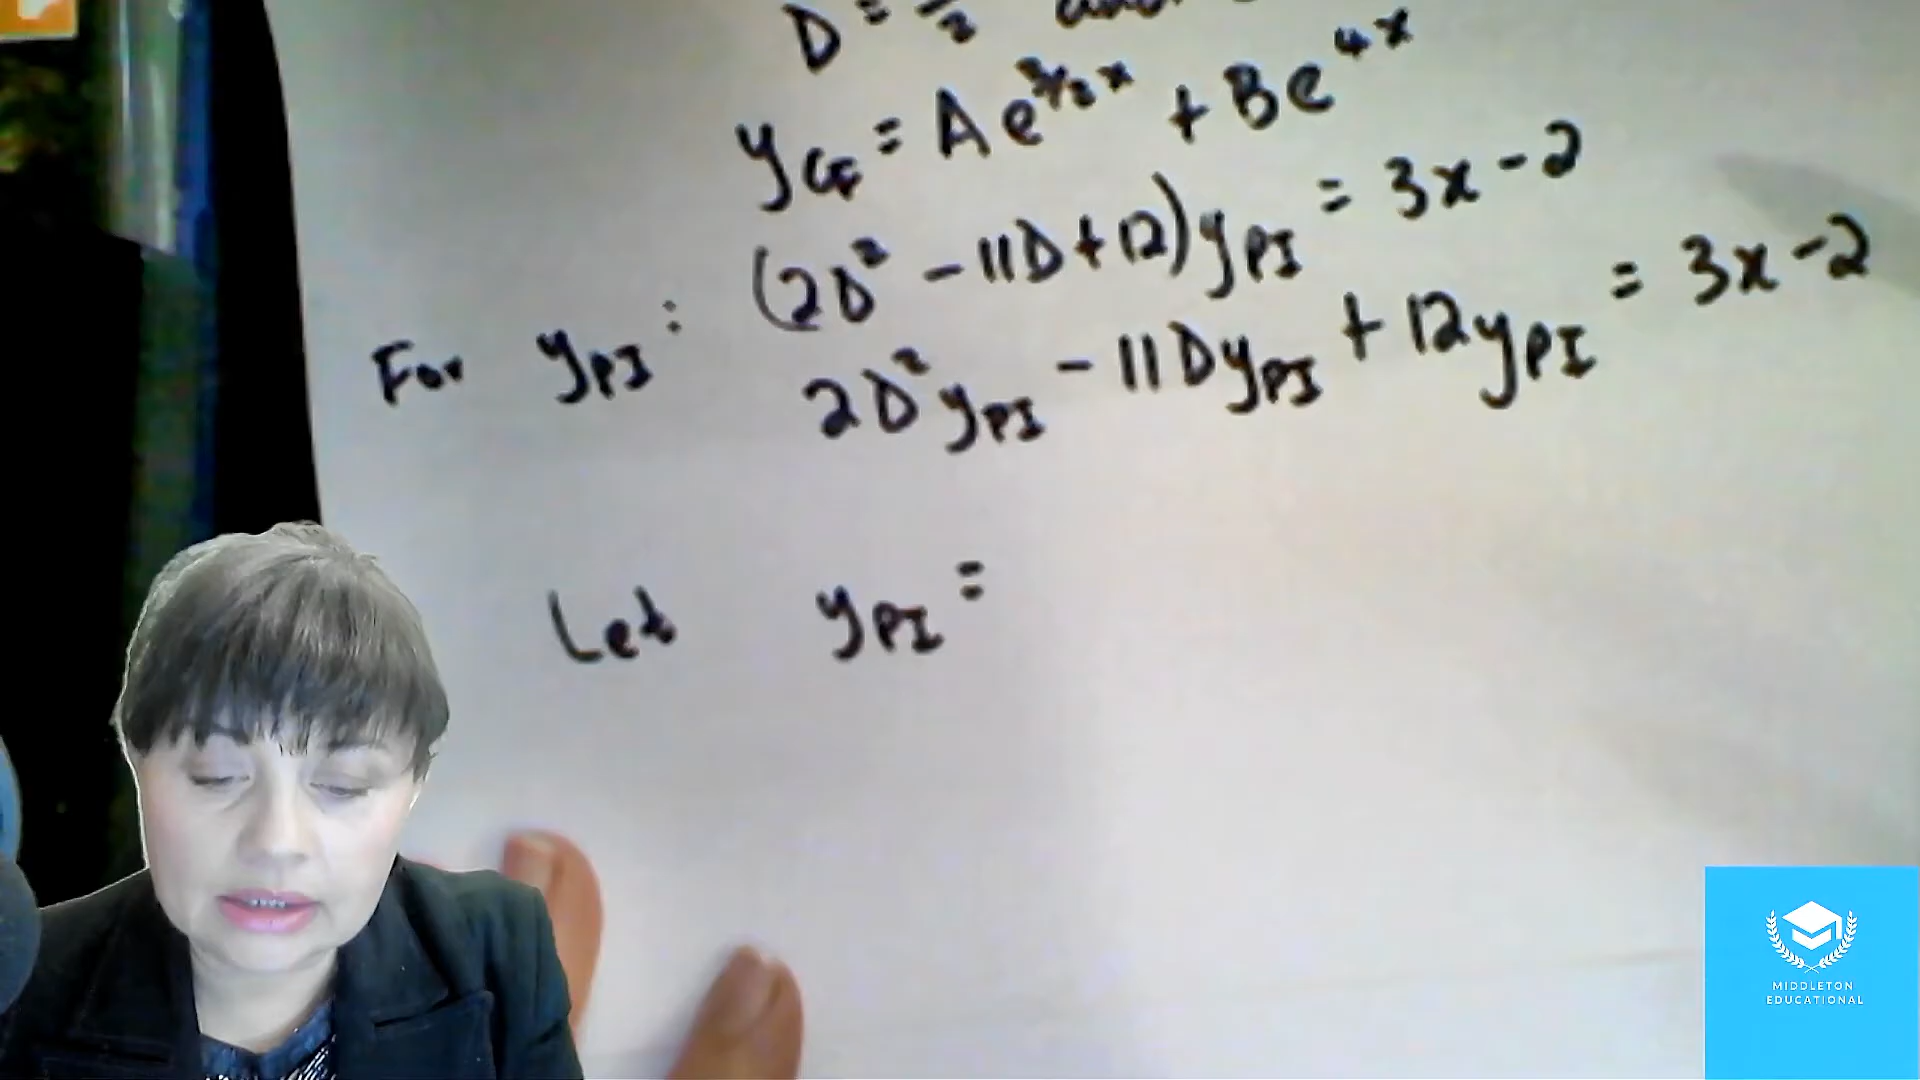 D =
y_CF = Ae^{3/2 x} + Be^{4x}
(2D² - 11D + 12) y_PI = 3x - 2
For y_PI : 2D² y_PI - 11D y_PI + 12 y_PI = 3x - 2
Let y_PI =
MIDDLETON
EDUCATIONAL